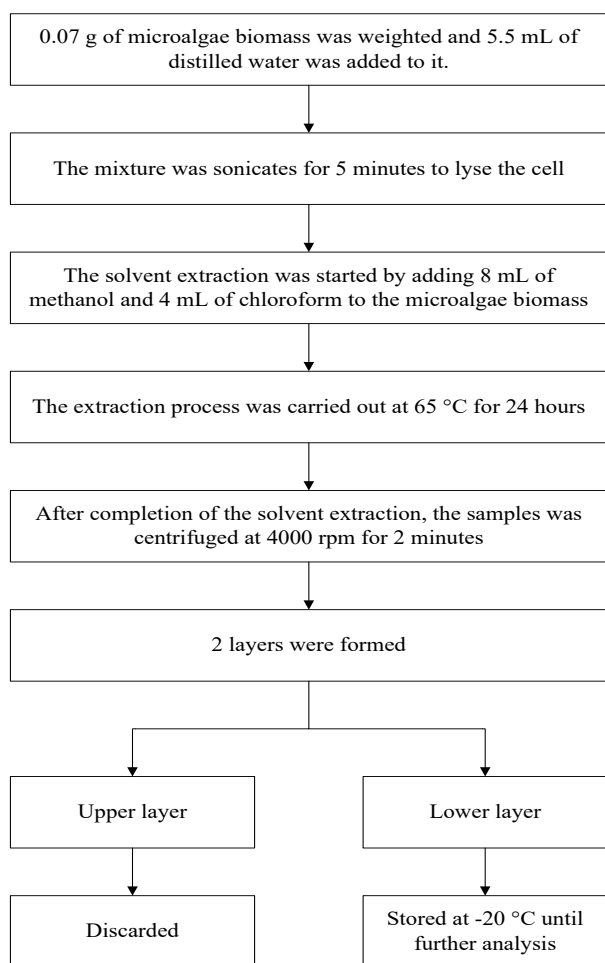 0.07 g of microalgae biomass was weighted and 5.5 mL of
distilled water was added to it.
The mixture was sonicates for 5 minutes to lyse the cell
The solvent extraction was started by adding 8 mL of
methanol and 4 mL of chloroform to the microalgae biomass
The extraction process was carried out at 65 °C for 24 hours
After completion of the solvent extraction, the samples was
centrifuged at 4000 rpm for 2 minutes
2 layers were formed
Upper layer
Lower layer
Discarded
Stored at -20 °C until
further analysis